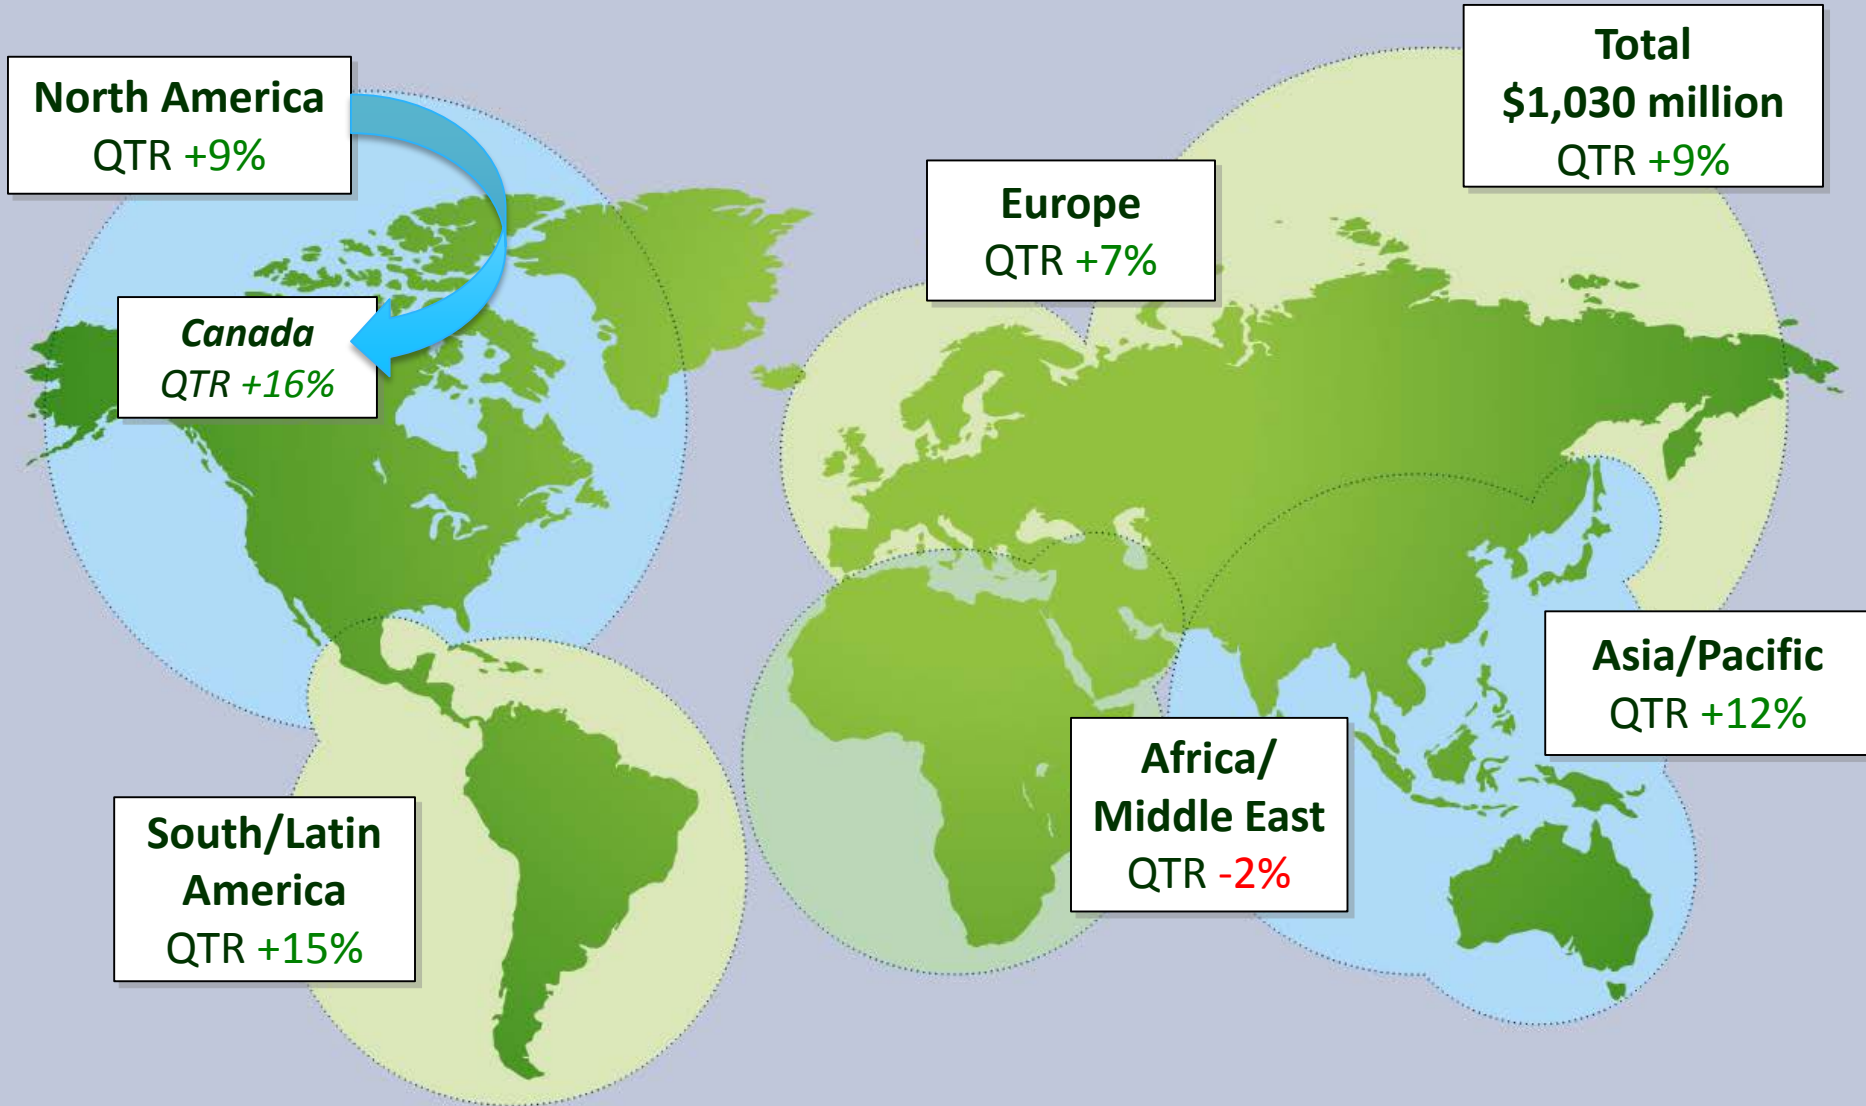 North America
QTR +9%
Canada
QTR +16%
Europe
QTR +7%
Total
$1,030 million
QTR +9%
South/Latin
America
QTR +15%
Africa/
Middle East
QTR -2%
Asia/Pacific
QTR +12%